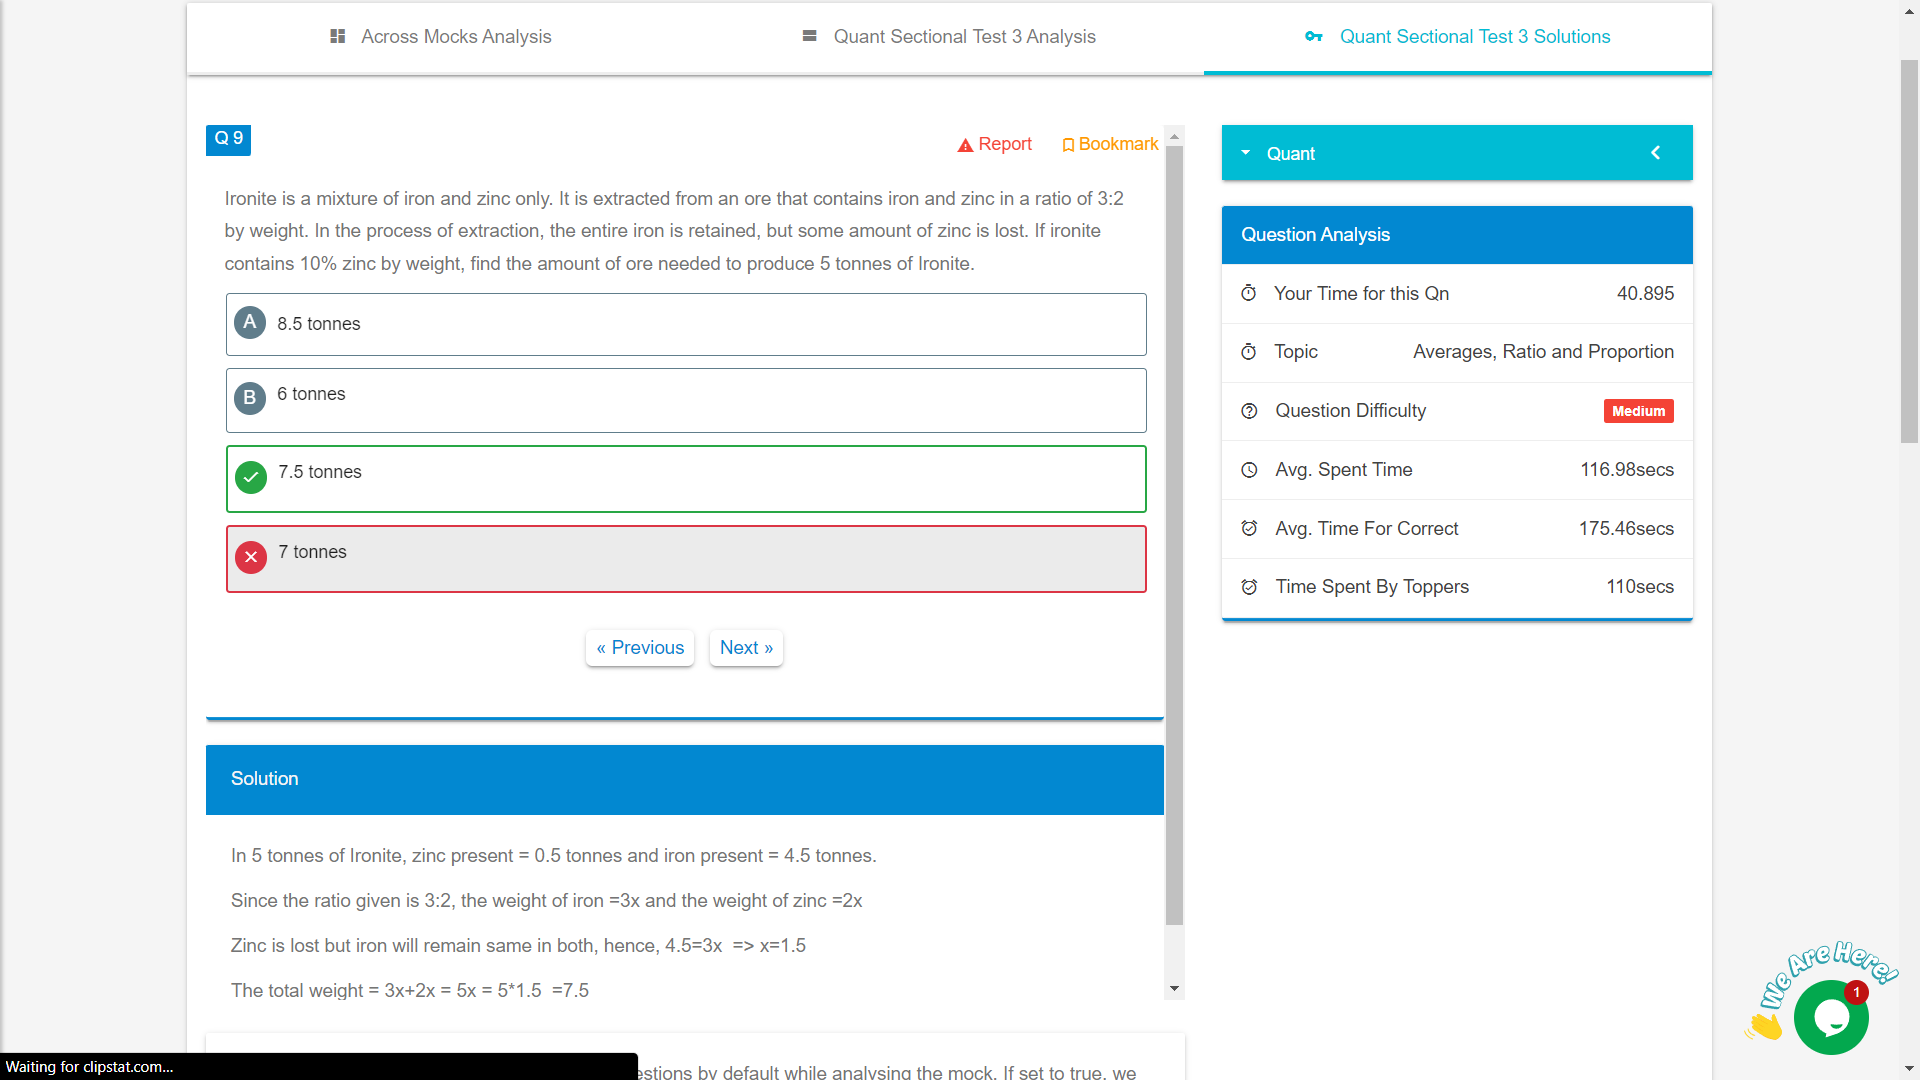 Across Mocks Analysis
Quant Sectional Test 3 Analysis
Quant Sectional Test 3 Solutions
Q 9
Report
Bookmark
Ironite is a mixture of iron and zinc only. It is extracted from an ore that contains iron and zinc in a ratio of 3:2
by weight. In the process of extraction, the entire iron is retained, but some amount of zinc is lost. If ironite
contains 10% zinc by weight, find the amount of ore needed to produce 5 tonnes of Ironite.
A 8.5 tonnes
B 6 tonnes
7.5 tonnes
7 tonnes
« Previous
Next »
Solution
In 5 tonnes of Ironite, zinc present = 0.5 tonnes and iron present = 4.5 tonnes.
Since the ratio given is 3:2, the weight of iron =3x and the weight of zinc =2x
Zinc is lost but iron will remain same in both, hence, 4.5=3x => x=1.5
The total weight = 3x+2x = 5x = 5*1.5 =7.5
estions by default while analysing the mock. If set to true, we
Waiting for clipstat.com...
Quant
Question Analysis
Your Time for this Qn 40.895
Topic Averages, Ratio and Proportion
Question Difficulty Medium
Avg. Spent Time 116.98secs
Avg. Time For Correct 175.46secs
Time Spent By Toppers 110secs
We Are Here!
1